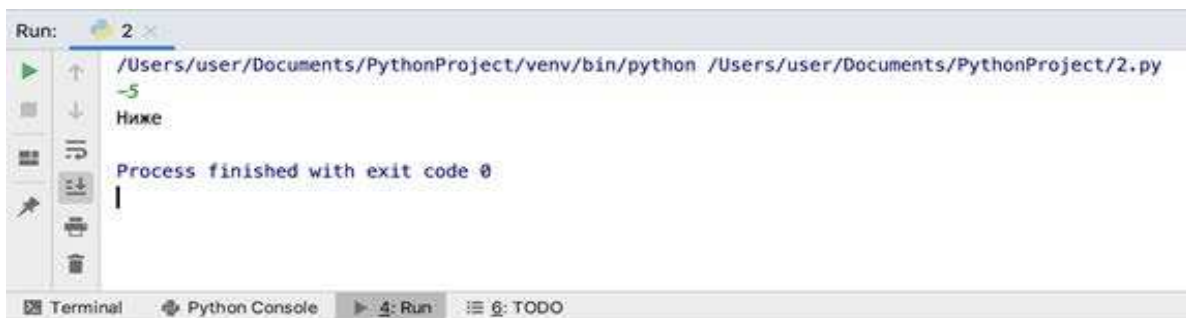 Run: 2
/Users/user/Documents/PythonProject/venv/bin/python /Users/user/Documents/PythonProject/2.py
-5
Ниже
Process finished with exit code 0
Terminal Python Console 4: Run 6: TODO